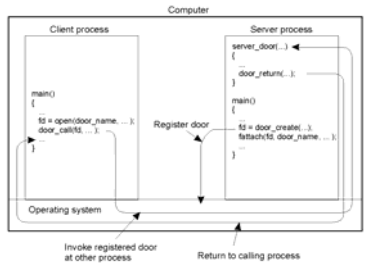 Computer
Client process
Server process
server_door(...)
{
...
door_return(...);
}
main()
{
...
fd = open(door_name, ... );
door_call(fd, ... );
...
}
main()
{
...
fd = door_create(...);
fattach(fd, door_name, ... );
...
}
Register door
Operating system
Invoke registered door
at other process
Return to calling process